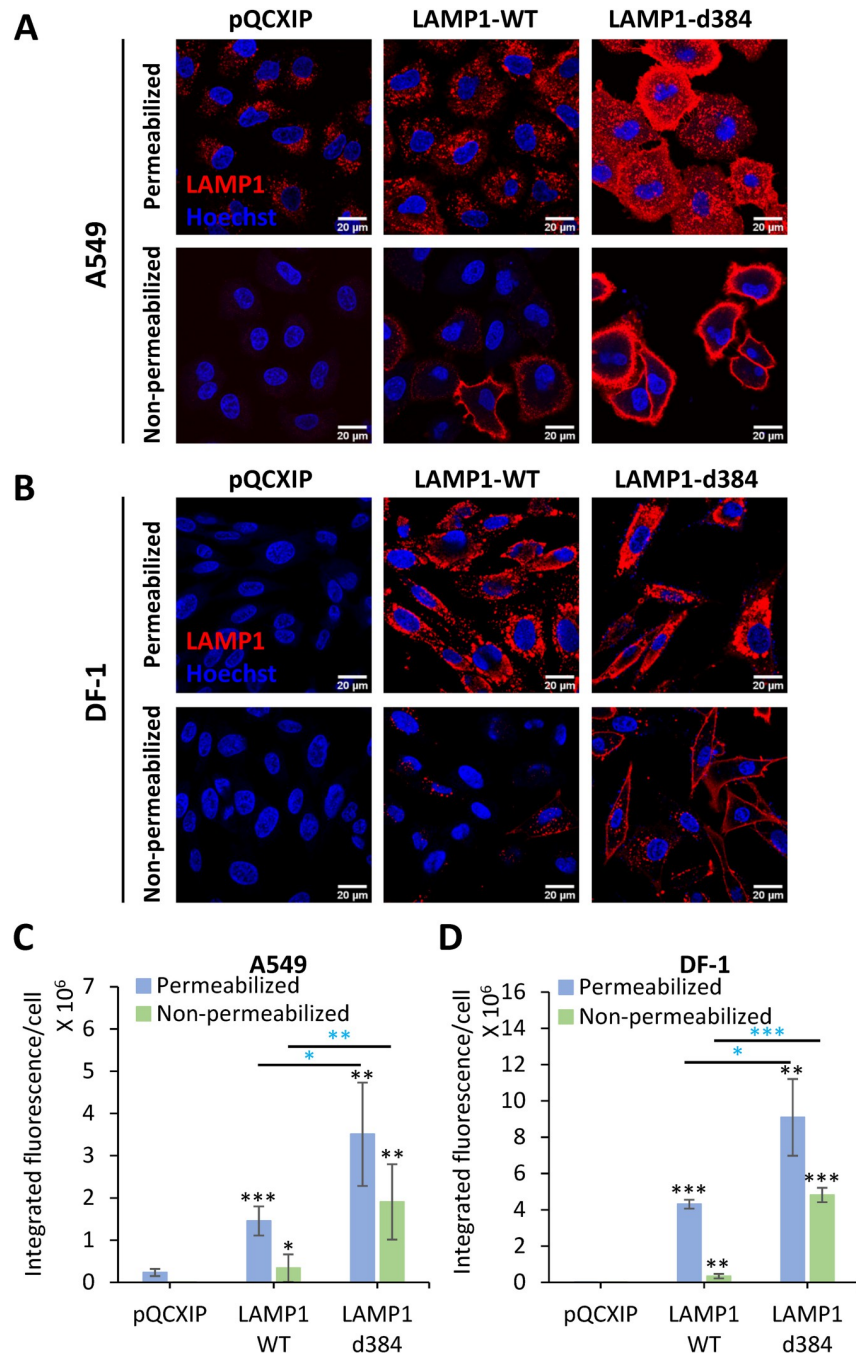 A
pQCXIP LAMP1-WT LAMP1-d384
A549
Permeabilized
LAMP1
Hoechst
20 µm
20 µm
20 µm
Non-permeabilized
20 µm
20 µm
20 µm
B
pQCXIP LAMP1-WT LAMP1-d384
DF-1
Permeabilized
LAMP1
Hoechst
20 µm
20 µm
20 µm
Non-permeabilized
20 µm
20 µm
20 µm
C
A549
Permeabilized
Non-permeabilized
Integrated fluorescence/cell
X 10⁶
7
6
5
4
3
2
1
0
**
*
**
**
***
*
pQCXIP
LAMP1
WT
LAMP1
d384
D
DF-1
Permeabilized
Non-permeabilized
Integrated fluorescence/cell
X 10⁶
16
14
12
10
8
6
4
2
0
***
*
**
***
***
**
pQCXIP
LAMP1
WT
LAMP1
d384